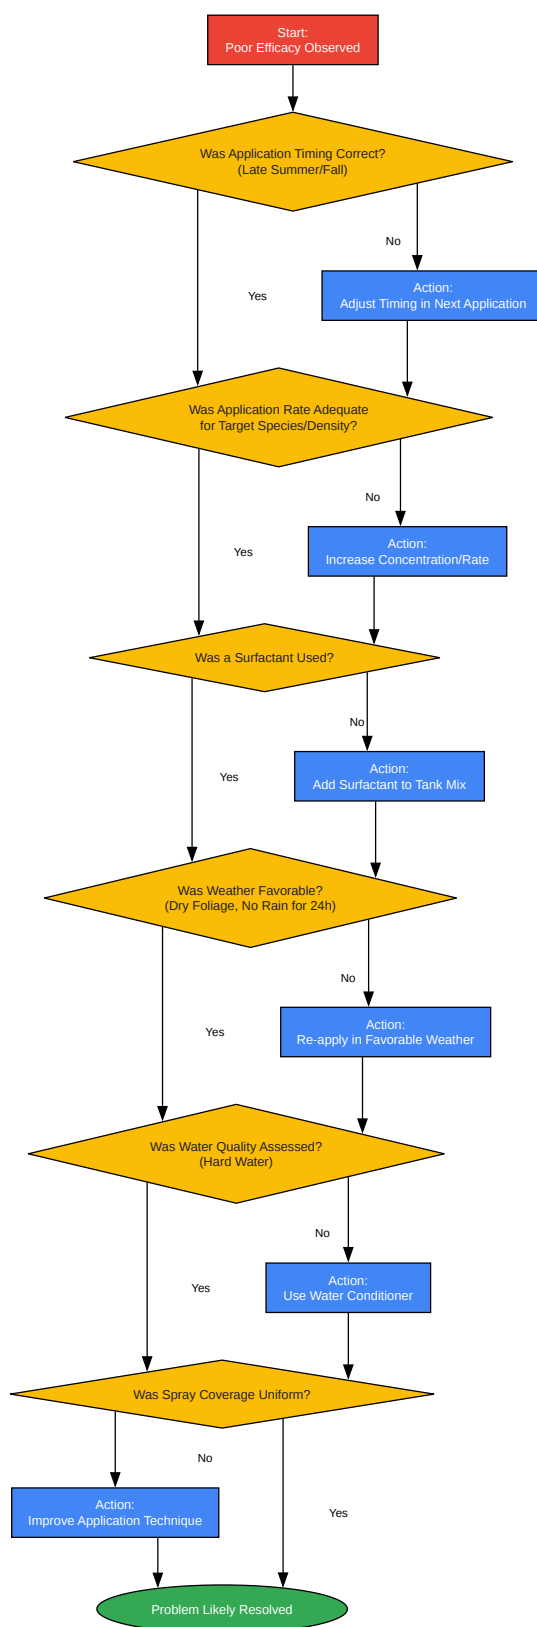 Start:
Poor Efficacy Observed
Was Application Timing Correct?
(Late Summer/Fall)
No
Action:
Adjust Timing in Next Application
Yes
Was Application Rate Adequate
for Target Species/Density?
No
Action:
Increase Concentration/Rate
Yes
Was a Surfactant Used?
No
Action:
Add Surfactant to Tank Mix
Yes
Was Weather Favorable?
(Dry Foliage, No Rain for 24h)
No
Action:
Re-apply in Favorable Weather
Yes
Was Water Quality Assessed?
(Hard Water)
No
Action:
Use Water Conditioner
Yes
Was Spray Coverage Uniform?
No
Action:
Improve Application Technique
Yes
Problem Likely Resolved